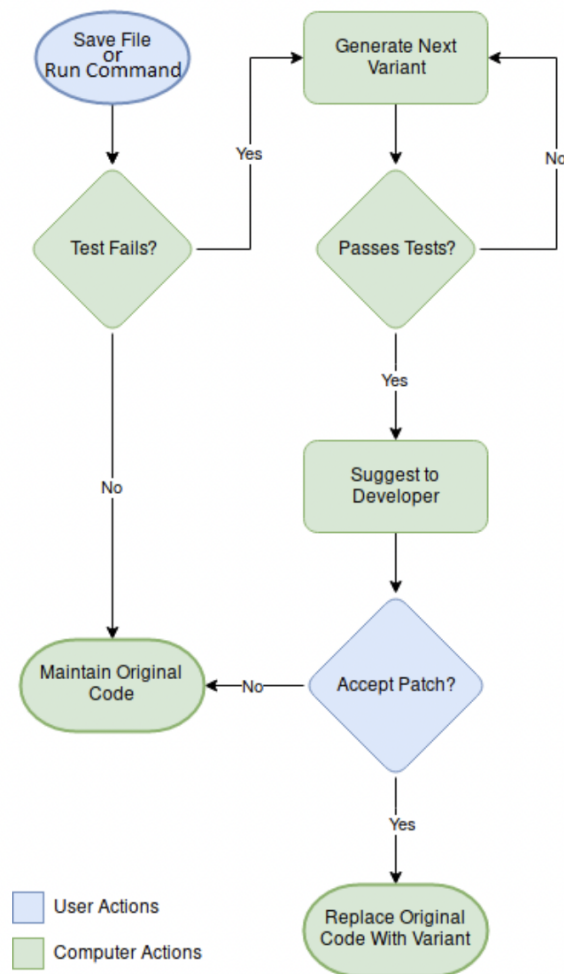 Save File
or
Run Command
Generate Next
Variant
Yes
No
Test Fails?
Passes Tests?
Yes
No
Suggest to
Developer
Maintain Original
Code
No
Accept Patch?
Yes
User Actions
Computer Actions
Replace Original
Code With Variant